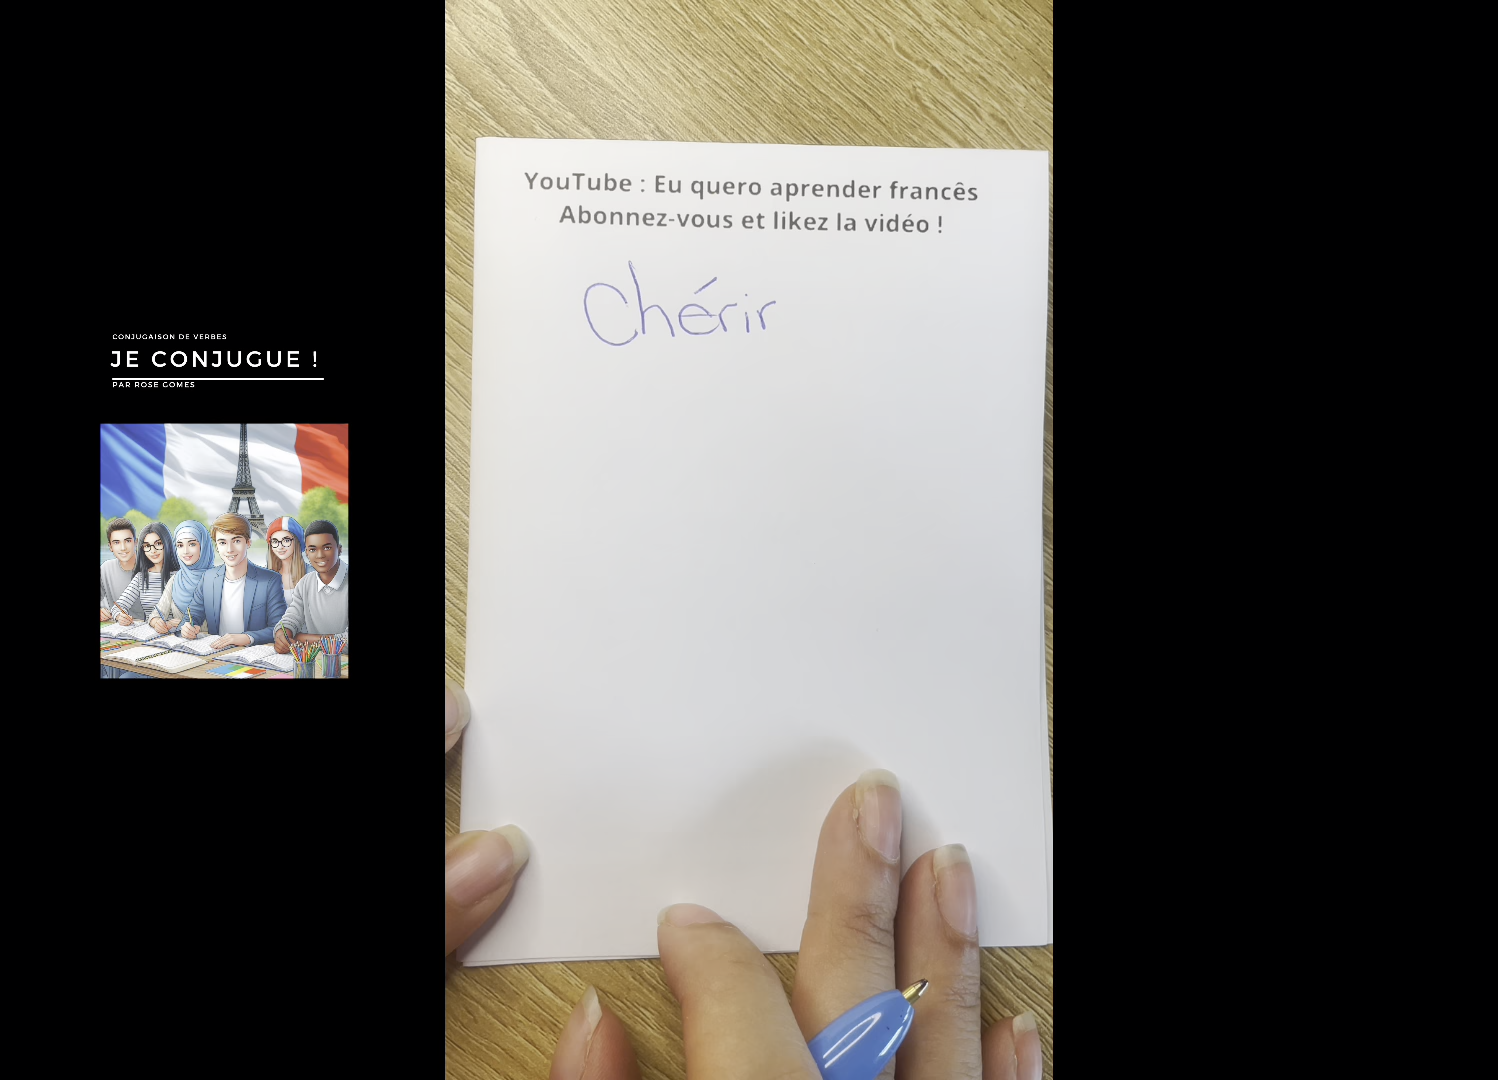 CONJUGAISON DE VERBES
JE CONJUGUE !
PAR ROSE GOMES
YouTube : Eu quero aprender francês
Abonnez-vous et likez la vidéo !
Chérir